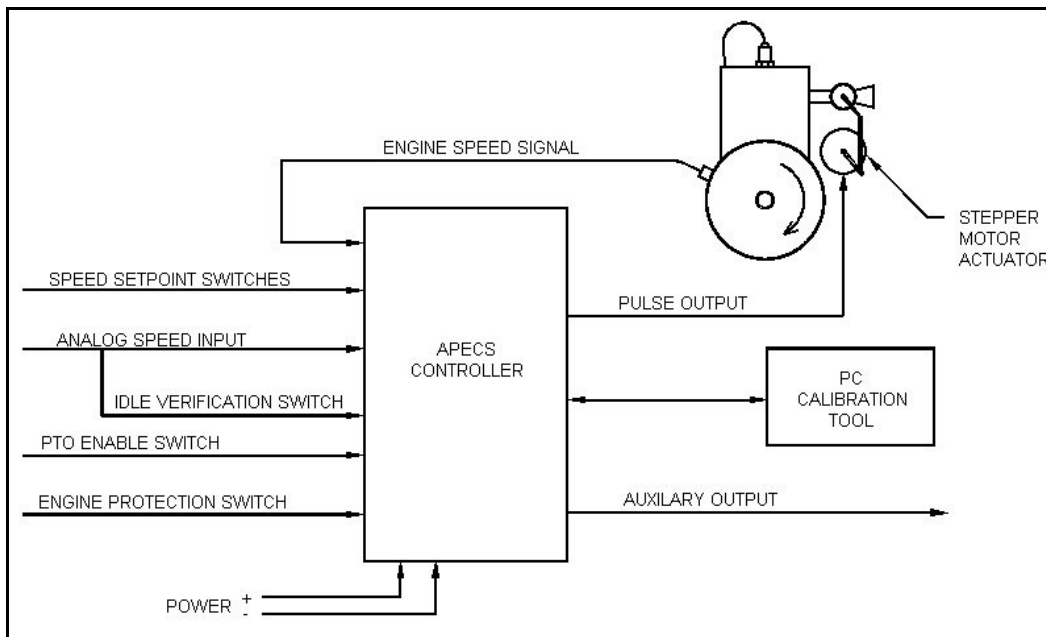 ENGINE SPEED SIGNAL
STEPPER
MOTOR
ACTUATOR
SPEED SETPOINT SWITCHES
PULSE OUTPUT
ANALOG SPEED INPUT
APECS
CONTROLLER
PC
CALIBRATION
TOOL
IDLE VERIFICATION SWITCH
PTO ENABLE SWITCH
ENGINE PROTECTION SWITCH
AUXILARY OUTPUT
POWER +
-